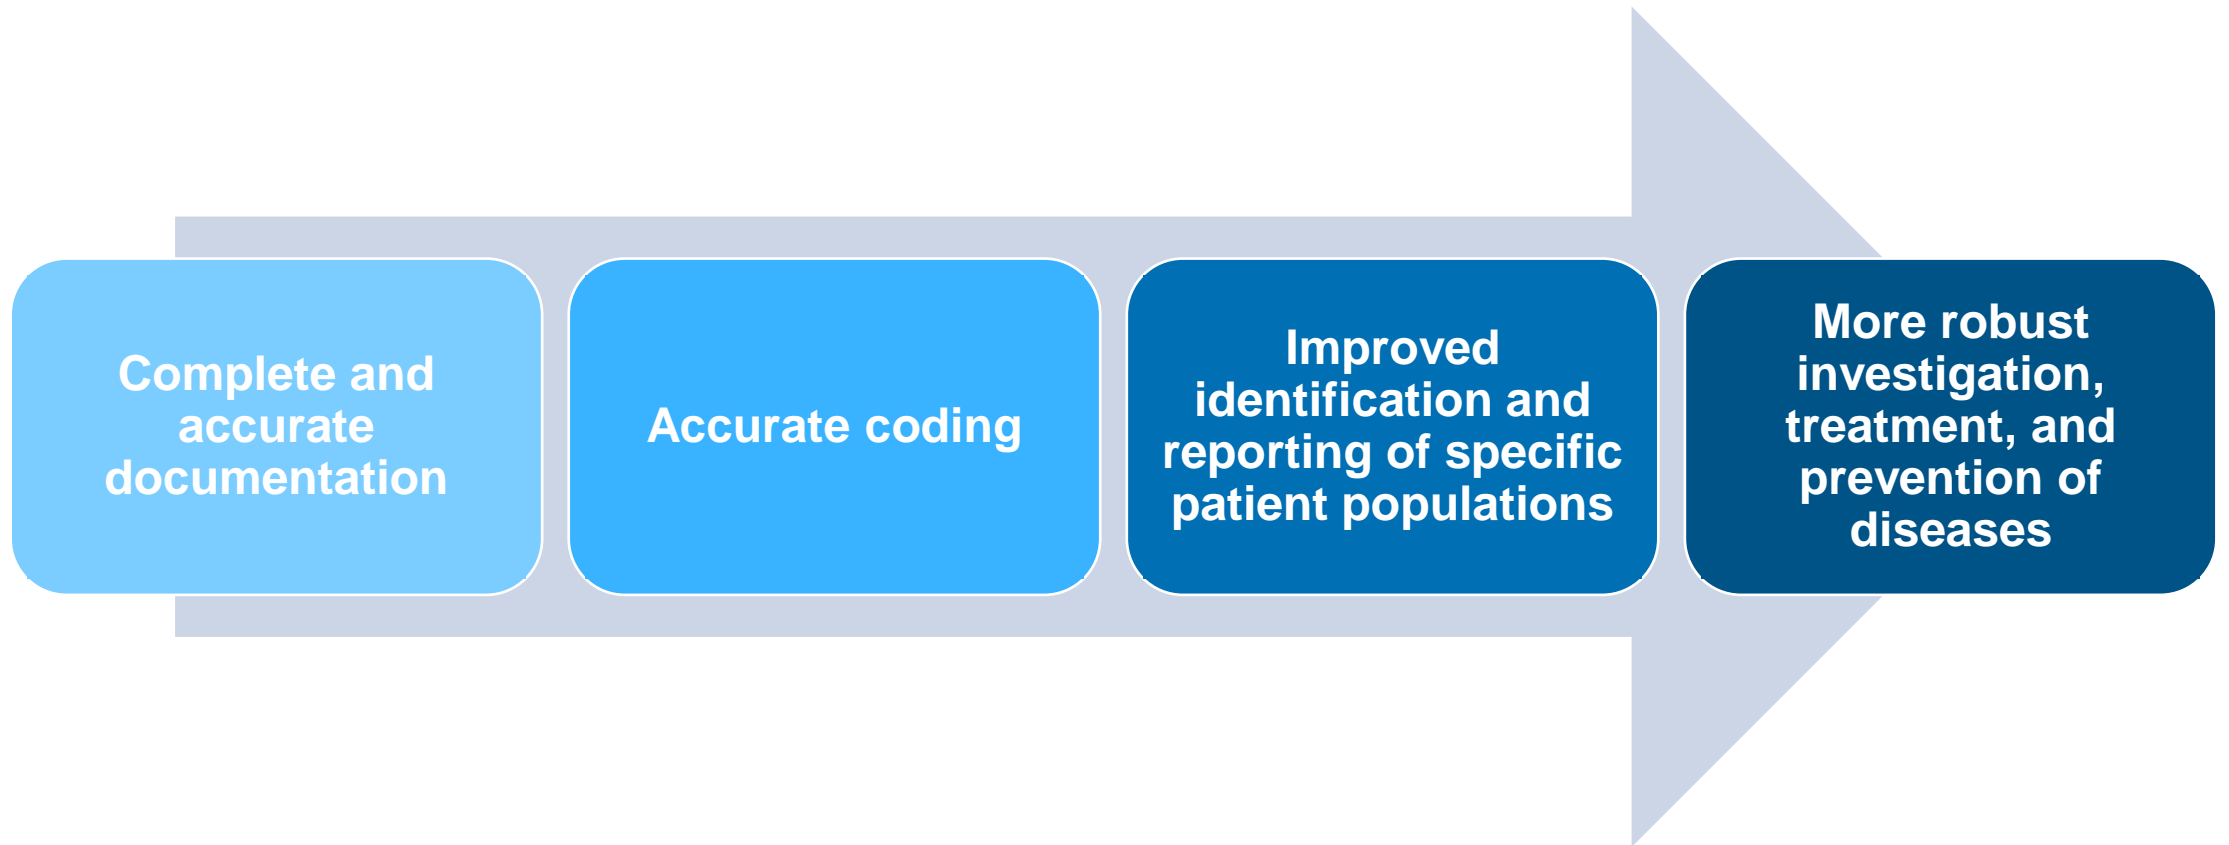 Complete and
accurate
documentation
Accurate coding
Improved
identification and
reporting of specific
patient populations
More robust
investigation,
treatment, and
prevention of
diseases